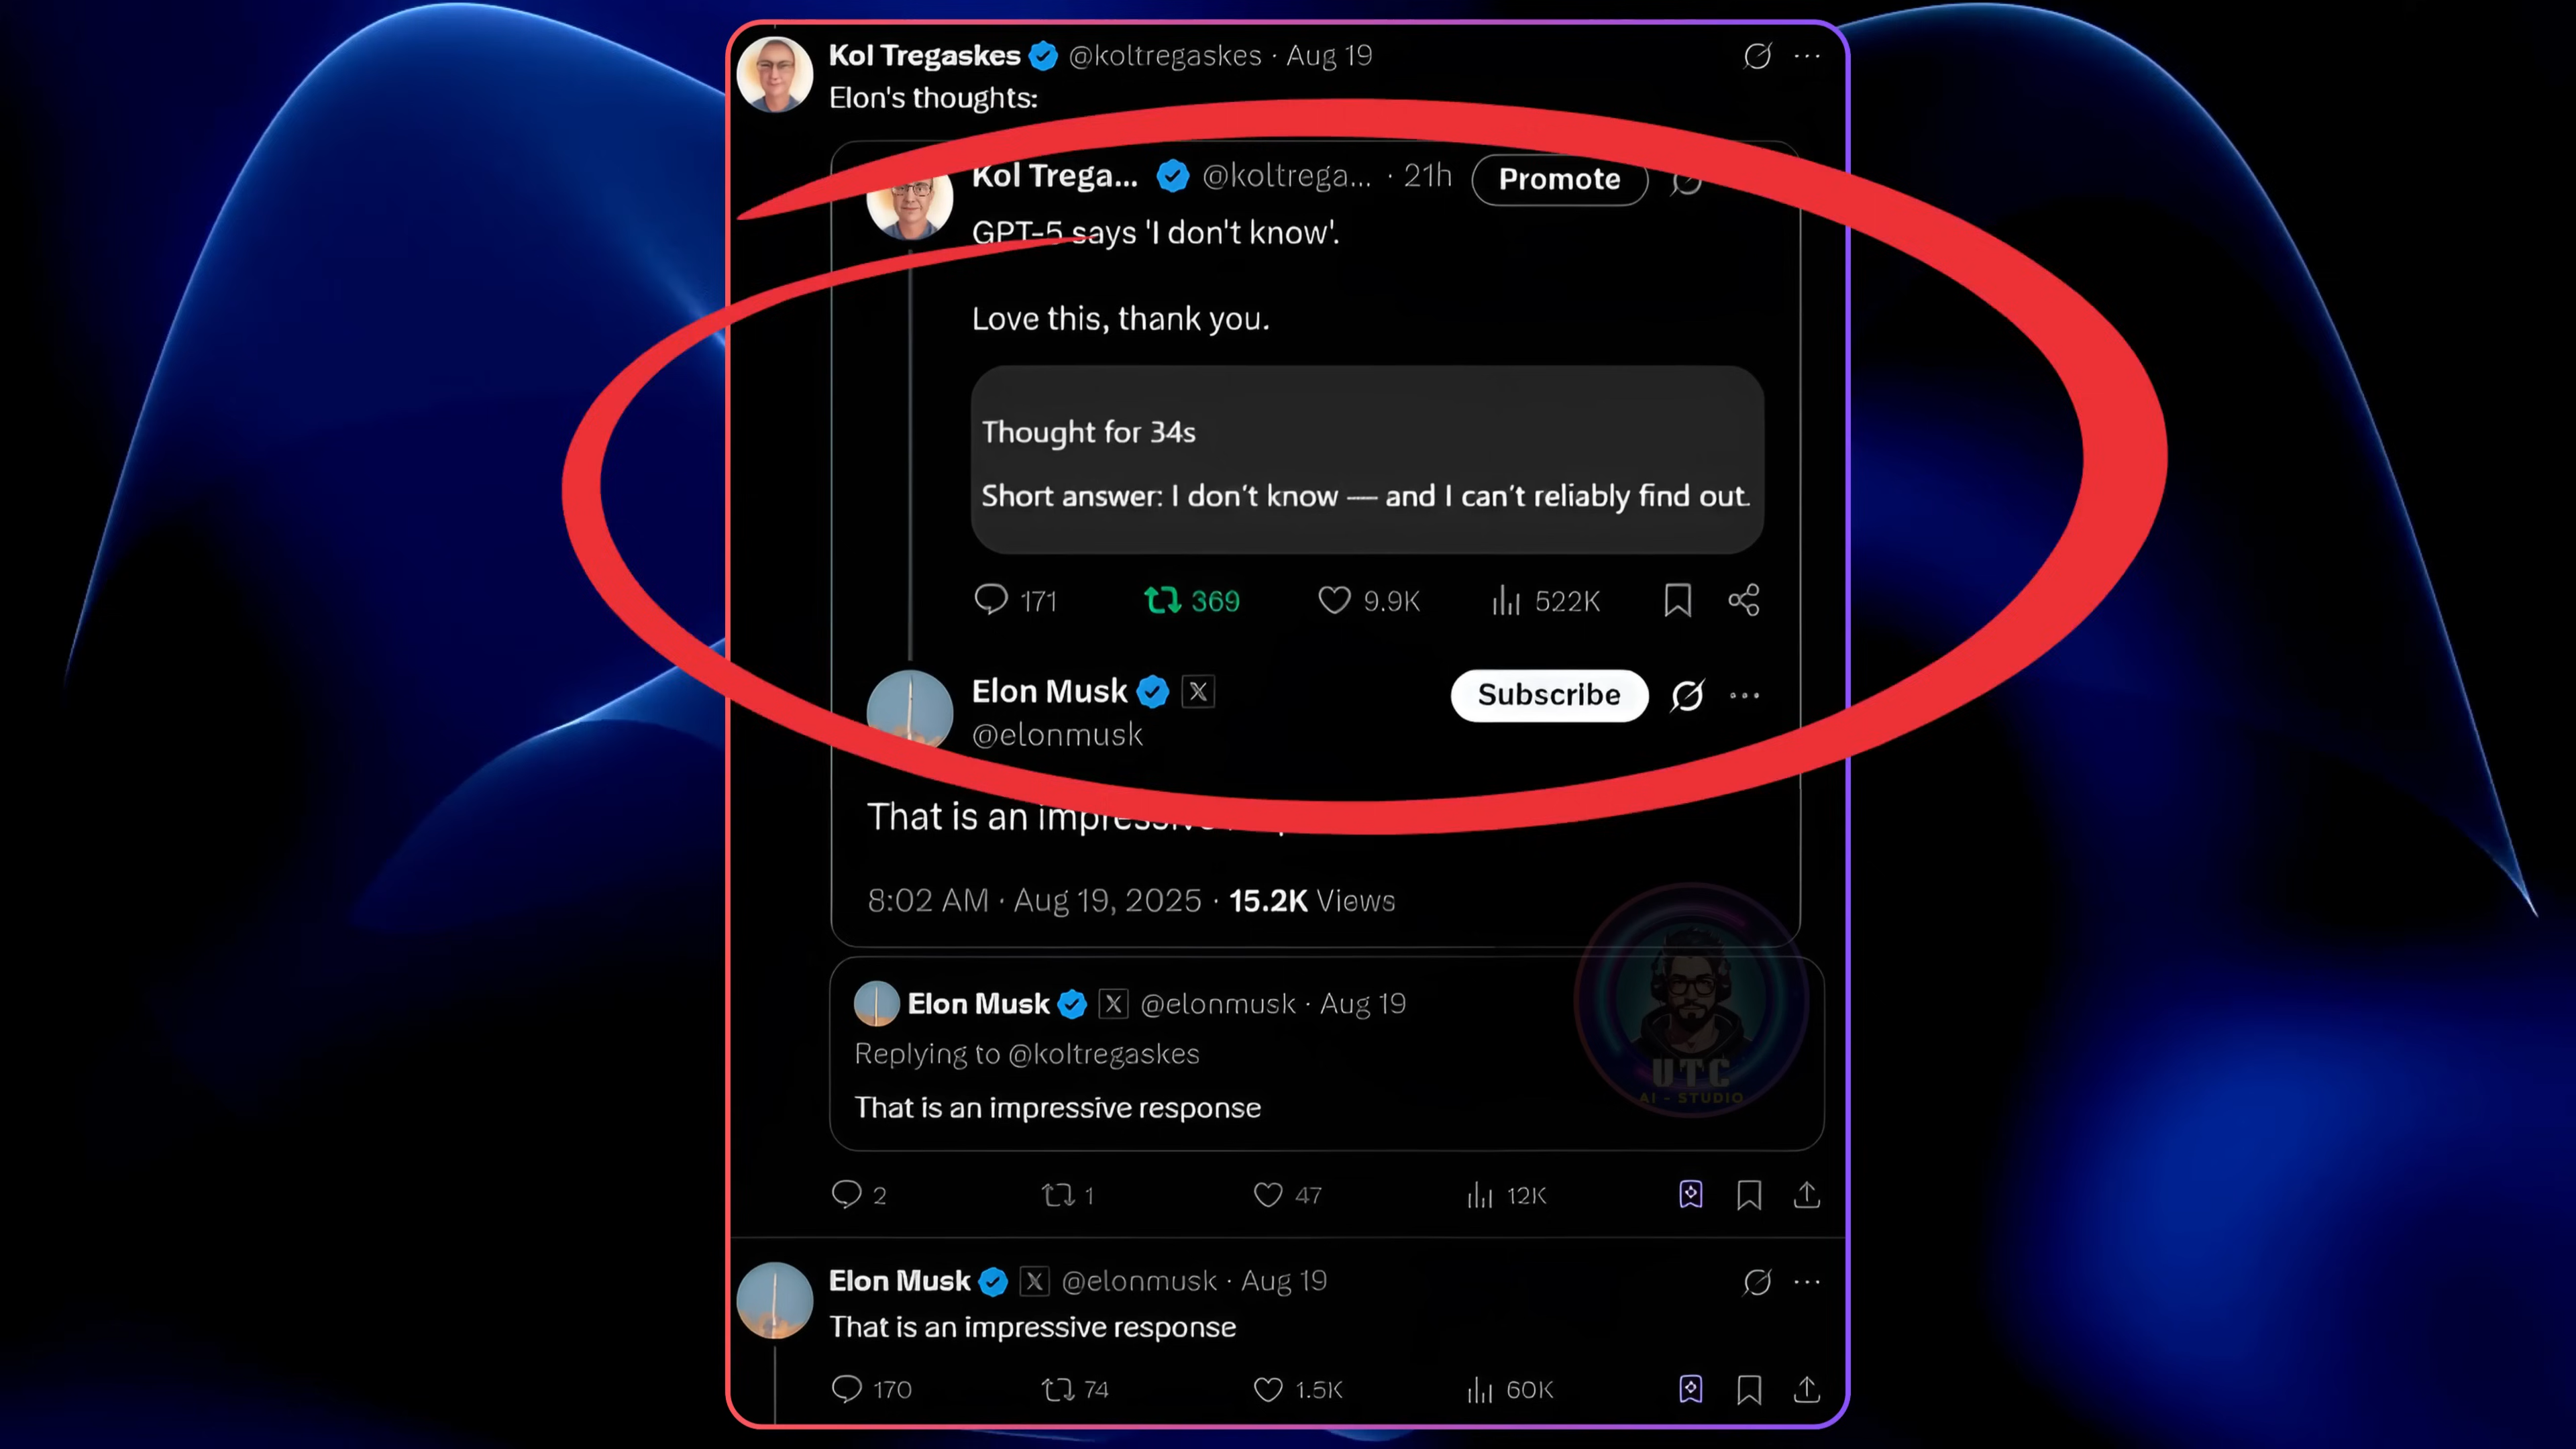 Kol Tregaskes @koltregaskes · Aug 19
Elon's thoughts:
Kol Trega... @koltrega... · 21h Promote
GPT-5 says 'I don't know'.
Love this, thank you.
Thought for 34s
Short answer: I don't know — and I can't reliably find out.
171 369 9.9K 522K
Elon Musk Subscribe
@elonmusk
That is an impressive
8:02 AM · Aug 19, 2025 · 15.2K Views
Elon Musk @elonmusk · Aug 19
Replying to @koltregaskes
That is an impressive response
UTC
AI - STUDIO
2 1 47 12K
Elon Musk @elonmusk · Aug 19
That is an impressive response
170 74 1.5K 60K